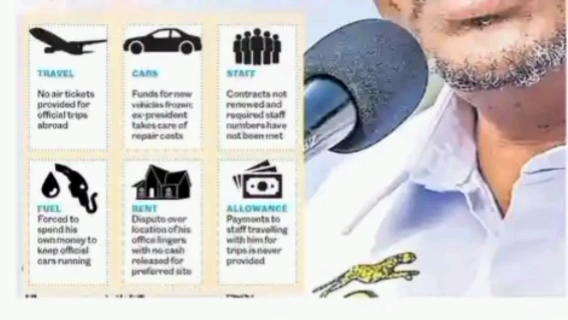 TRAVEL
No air tickets
provided for
official trips
abroad
CARS
Funds for new
vehicles frozen;
ex-president
takes care of
repair costs
STAFF
Contracts not
renewed and
required staff
numbers have
not been met
FUEL
Forced to
spend his
own money to
keep official
cars running
RENT
Dispute over
location of his
office lingers
with no cash
released for
preferred site
ALLOWANCE
Payments to
staff travelling
with him for
trips is never
provided